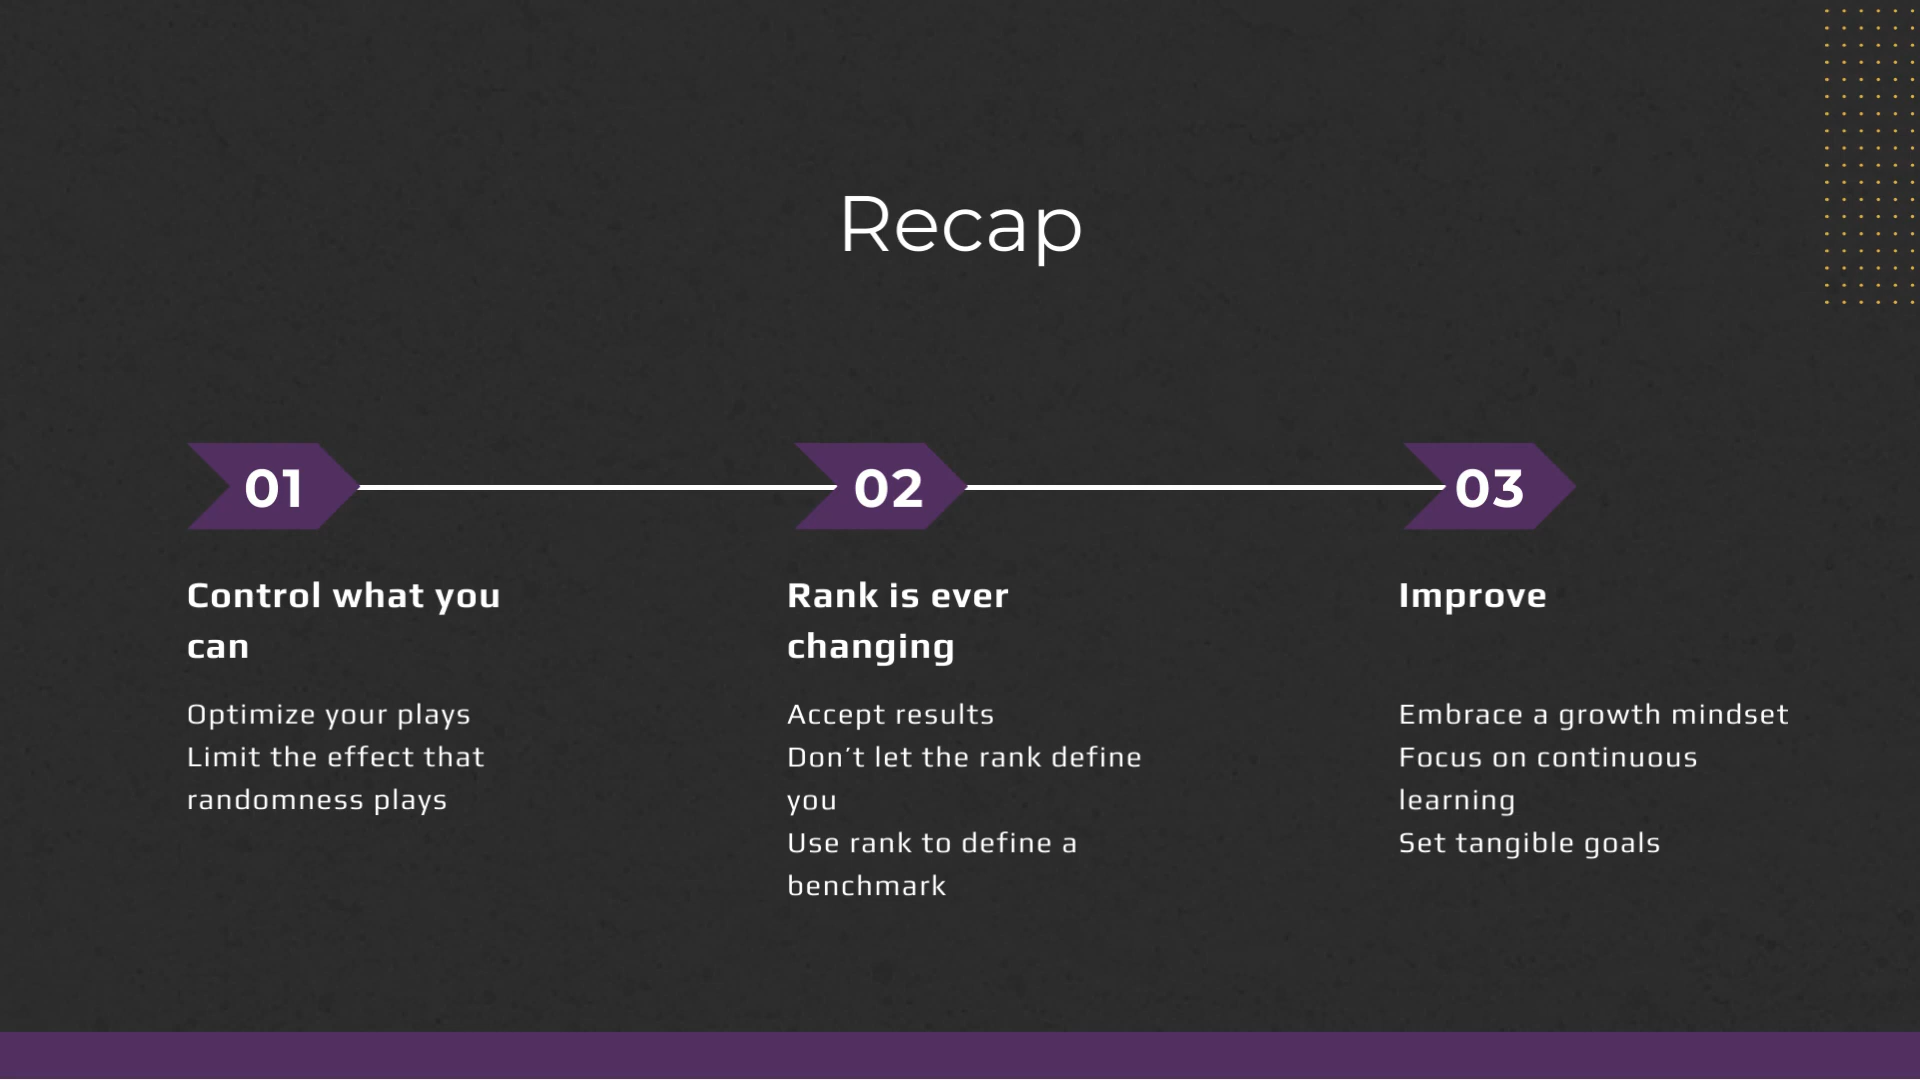 Recap
01
02
03
Control what you
can
Optimize your plays
Limit the effect that
randomness plays
Rank is ever
changing
Accept results
Don't let the rank define
you
Use rank to define a
benchmark
Improve
Embrace a growth mindset
Focus on continuous
learning
Set tangible goals